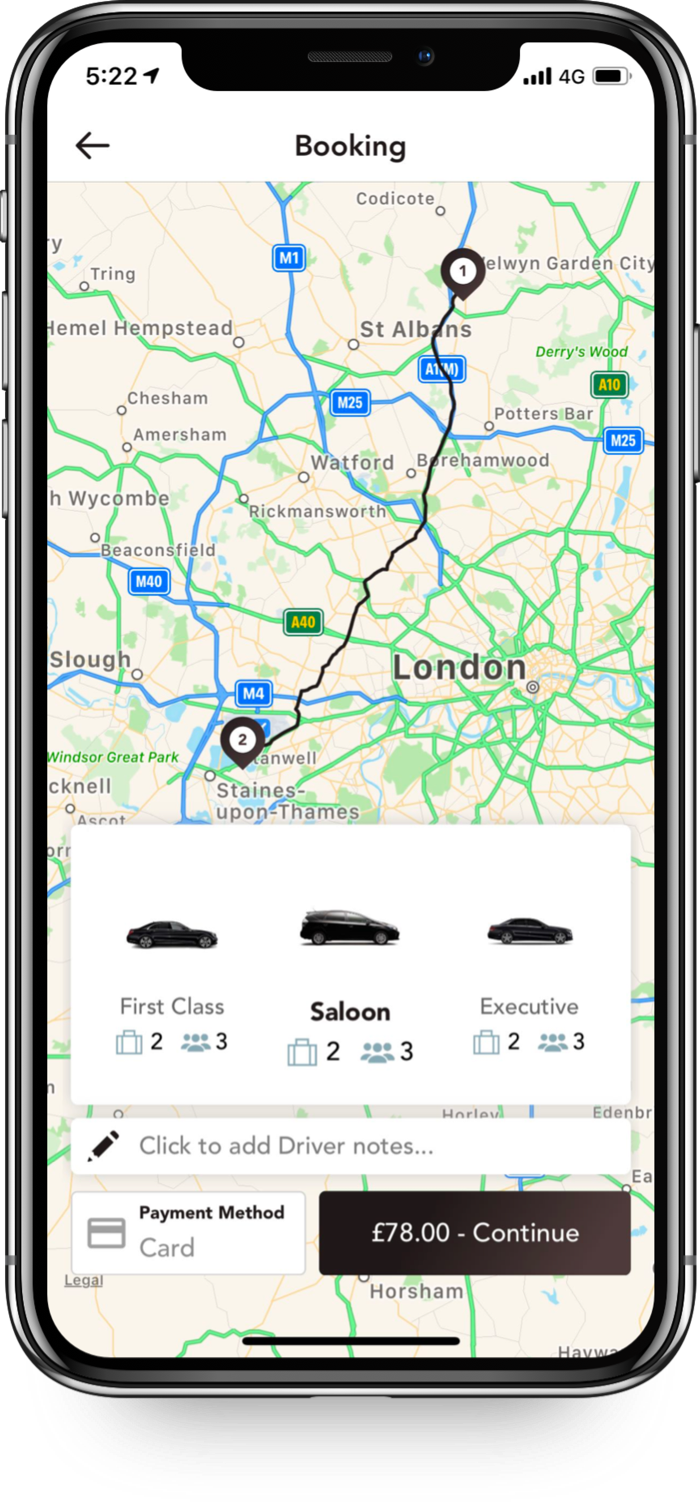 5:22
4G
Booking
Codicote
M1
ry
elwyn Garden City
1
Tring
Hemel Hempstead
St Albans
Derry's Wood
A1(M)
A10
Chesham
M25
Potters Bar
Amersham
M25
Watford
Borehamwood
h Wycombe
Rickmansworth
Beaconsfield
M40
A40
Slough
London
M4
2
Windsor Great Park
tanwell
cknell
Staines-
upon-Thames
Ascot
First Class
Saloon
Executive
2 3
2 3
2 3
Horley
Edenbr
Click to add Driver notes...
Ea
Payment Method
Card
£78.00 - Continue
Legal
Horsham
Haywa